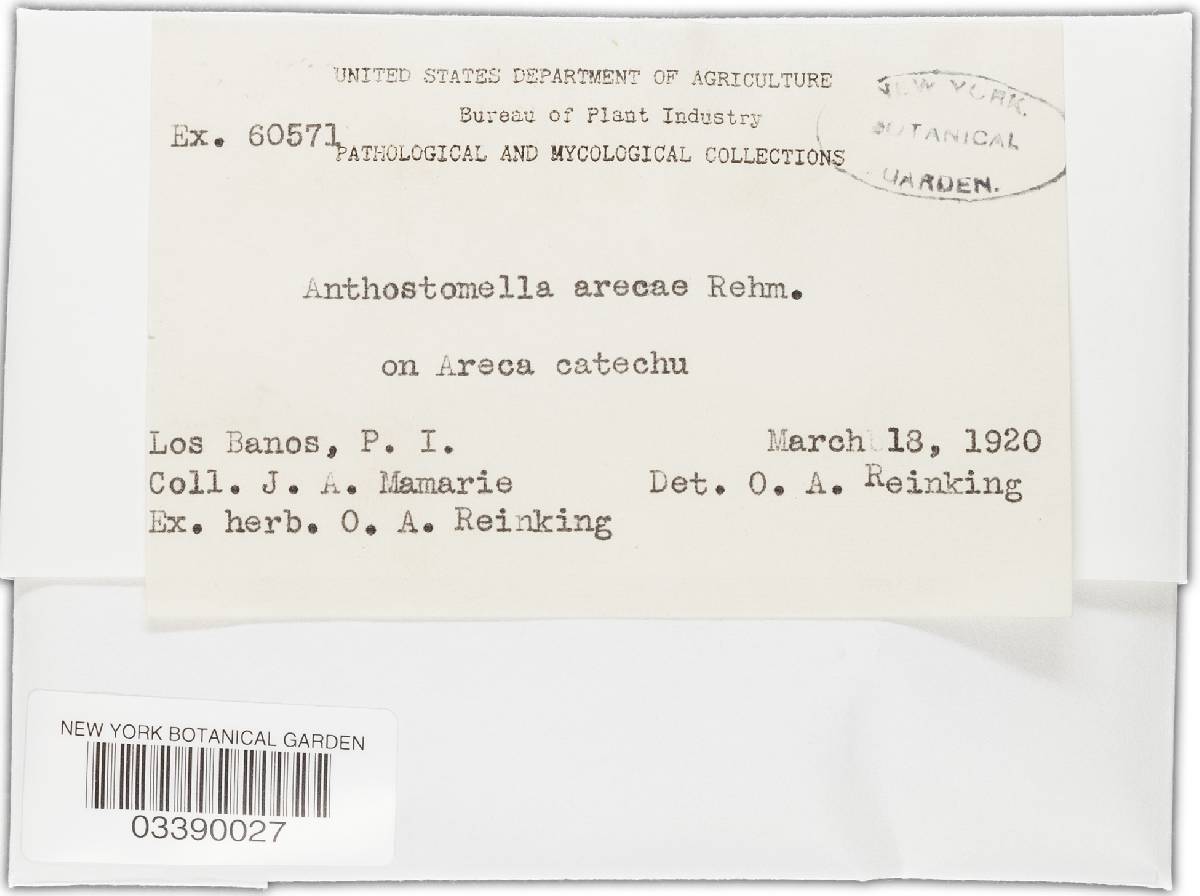 UNITED STATES DEPARTMENT OF AGRICULTURE
Bureau of Plant Industry
Ex. 60571
PATHOLOGICAL AND MYCOLOGICAL COLLECTIONS
NEW YORK
BOTANICAL
GARDEN.
Anthostomella arecae Rehm.
on Areca catechu
Los Banos, P. I. March 18, 1920
Coll. J. A. Mamarie Det. O. A. Reinking
Ex. herb. O. A. Reinking
NEW YORK BOTANICAL GARDEN
03390027